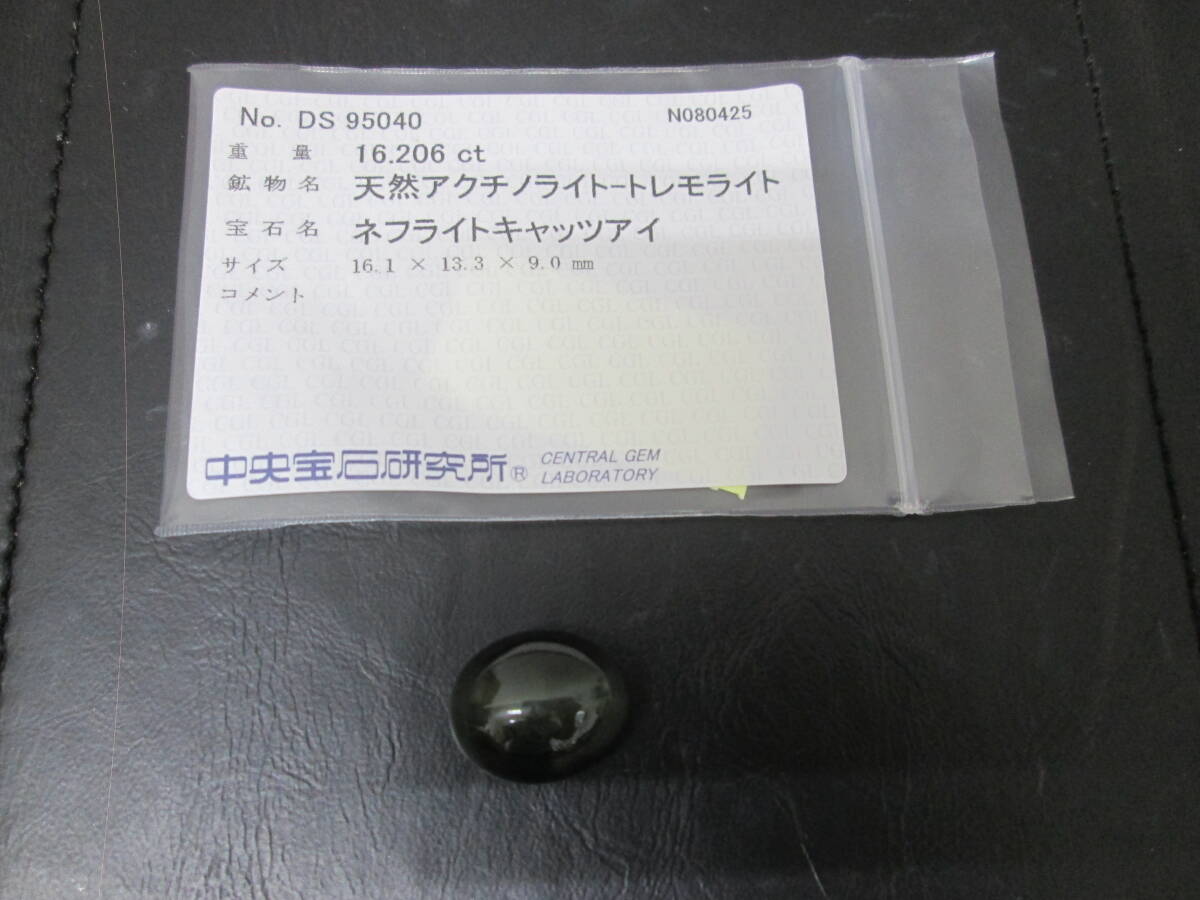 No. DS 95040 N080425
重 量 16.206 ct
鉱 物 名 天然アクチノライト-トレモライト
宝 石 名 ネフライトキャッツアイ
サイズ 16.1 × 13.3 × 9.0 mm
コメント
中央宝石研究所® CENTRAL GEM
LABORATORY